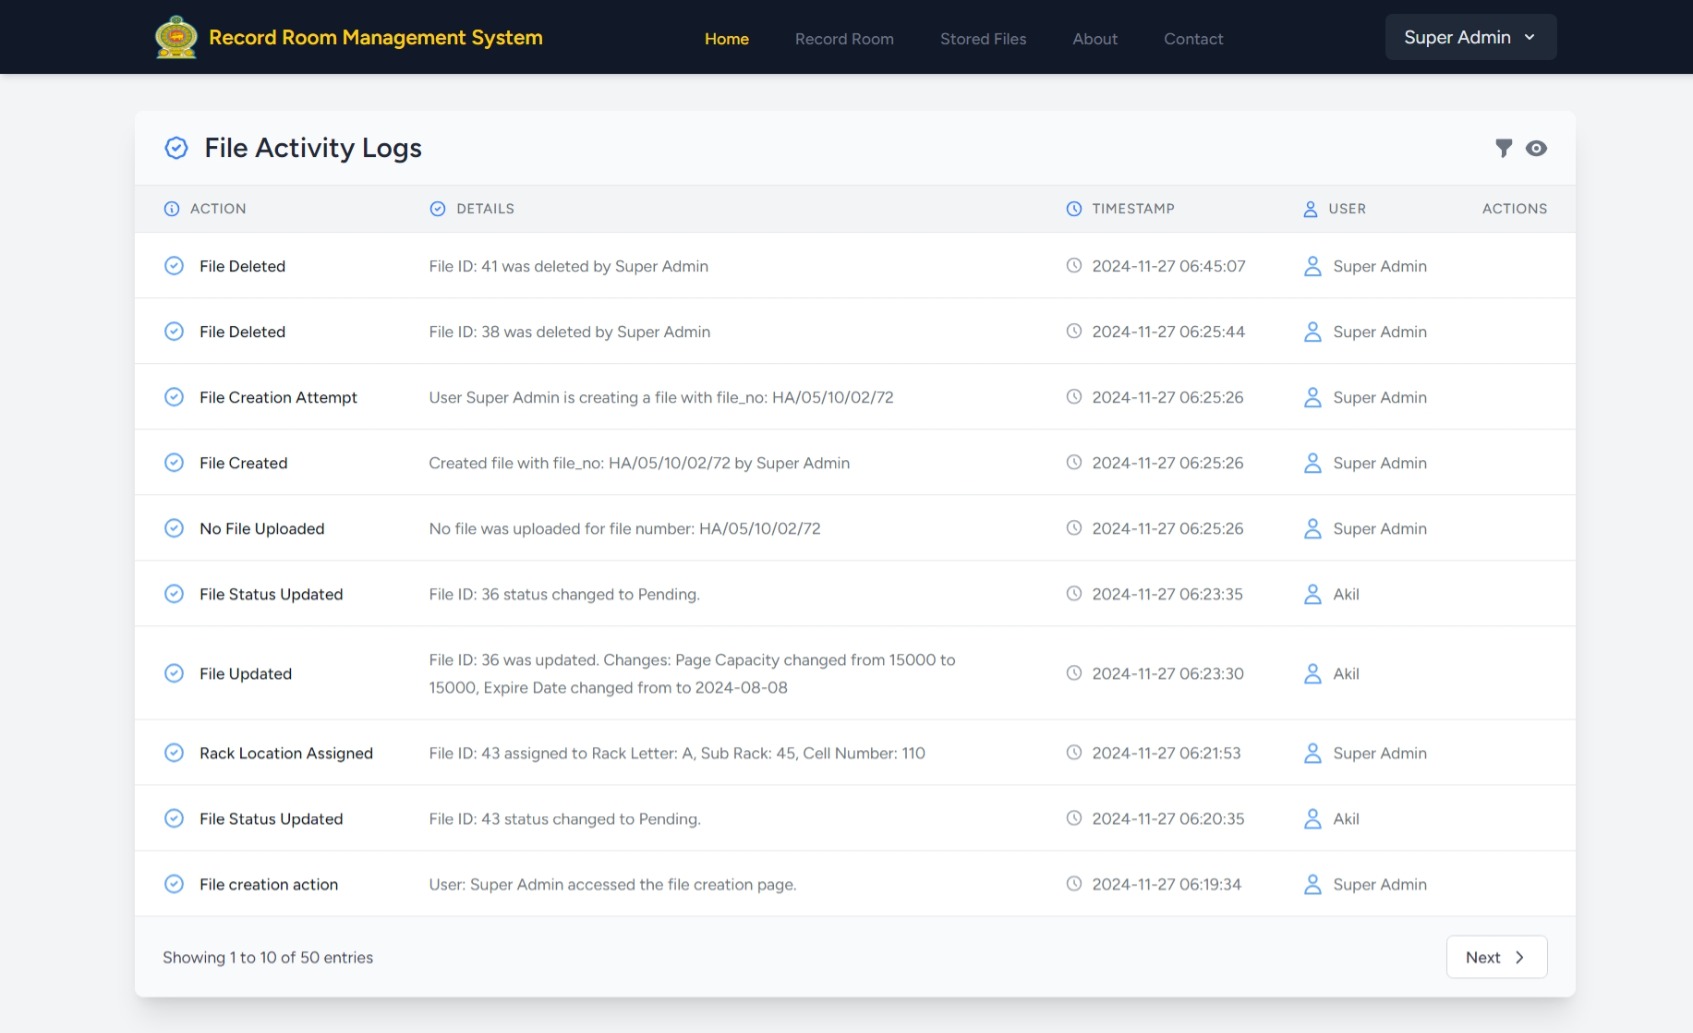 Record Room Management System
Home
Record Room
Stored Files
About
Contact
Super Admin
File Activity Logs
ACTION
DETAILS
TIMESTAMP
USER
ACTIONS
File Deleted
File ID: 41 was deleted by Super Admin
2024-11-27 06:45:07
Super Admin
File Deleted
File ID: 38 was deleted by Super Admin
2024-11-27 06:25:44
Super Admin
File Creation Attempt
User Super Admin is creating a file with file_no: HA/05/10/02/72
2024-11-27 06:25:26
Super Admin
File Created
Created file with file_no: HA/05/10/02/72 by Super Admin
2024-11-27 06:25:26
Super Admin
No File Uploaded
No file was uploaded for file number: HA/05/10/02/72
2024-11-27 06:25:26
Super Admin
File Status Updated
File ID: 36 status changed to Pending.
2024-11-27 06:23:35
Akil
File Updated
File ID: 36 was updated. Changes: Page Capacity changed from 15000 to
15000, Expire Date changed from to 2024-08-08
2024-11-27 06:23:30
Akil
Rack Location Assigned
File ID: 43 assigned to Rack Letter: A, Sub Rack: 45, Cell Number: 110
2024-11-27 06:21:53
Super Admin
File Status Updated
File ID: 43 status changed to Pending.
2024-11-27 06:20:35
Akil
File creation action
User: Super Admin accessed the file creation page.
2024-11-27 06:19:34
Super Admin
Showing 1 to 10 of 50 entries
Next